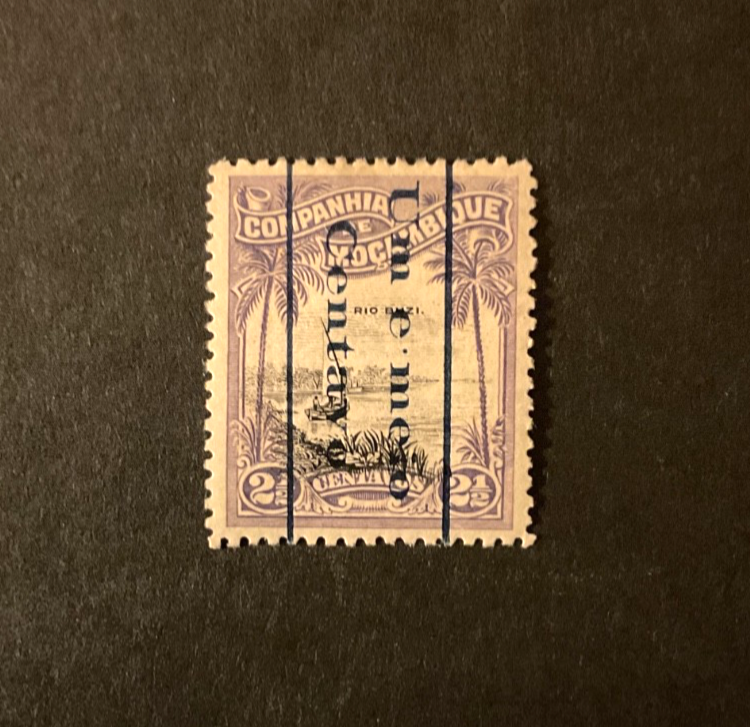 COMPANHIA
DE
MOÇAMBIQUE
RIO BUZI.
Um e meio
Centavo
2½ CENTAVOS 2½